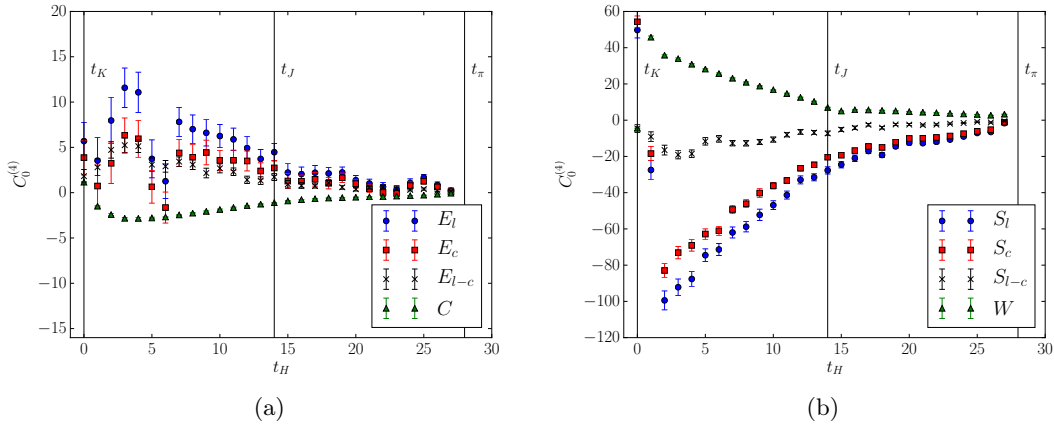 20
15
10
5
0
−5
−10
−15
C_0^{(4)}
t_K
t_J
t_π
E_l
E_c
E_{l−c}
C
0 5 10 15 20 25 30
t_H
(a)
60
40
20
0
−20
−40
−60
−80
−100
−120
C_0^{(4)}
t_K
t_J
t_π
S_l
S_c
S_{l−c}
W
0 5 10 15 20 25 30
t_H
(b)